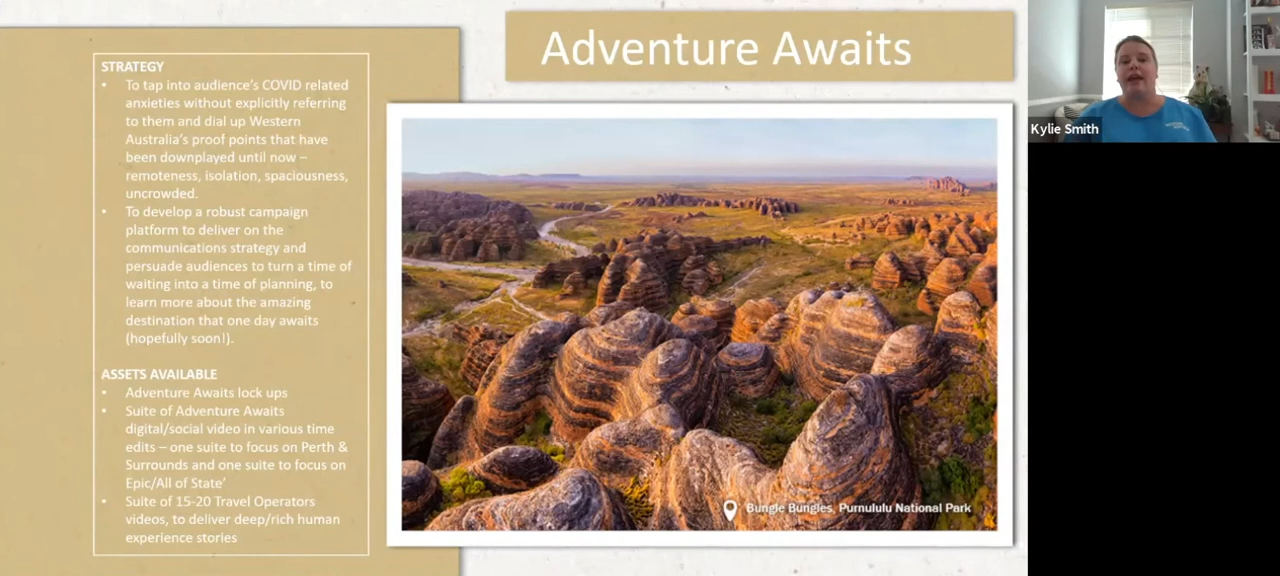 Adventure Awaits
STRATEGY
• To tap into audience's COVID related
anxieties without explicitly referring
to them and dial up Western
Australia's proof points that have
been downplayed until now –
remoteness, isolation, spaciousness,
uncrowded.
• To develop a robust campaign
platform to deliver on the
communications strategy and
persuade audiences to turn a time of
waiting into a time of planning, to
learn more about the amazing
destination that one day awaits
(hopefully soon!).
ASSETS AVAILABLE
• Adventure Awaits lock ups
• Suite of Adventure Awaits
digital/social video in various time
edits – one suite to focus on Perth &
Surrounds and one suite to focus on
Epic/All of State'
• Suite of 15-20 Travel Operators
videos, to deliver deep/rich human
experience stories
Bungle Bungles, Purnululu National Park
Kylie Smith